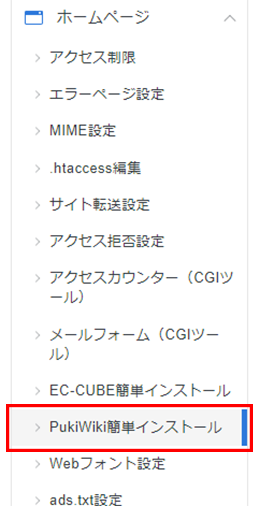 ホームページ
アクセス制限
エラーページ設定
MIME設定
.htaccess編集
サイト転送設定
アクセス拒否設定
アクセスカウンター（CGIツ
ール）
メールフォーム（CGIツー
ル）
EC-CUBE簡単インストール
PukiWiki簡単インストール
Webフォント設定
ads.txt設定